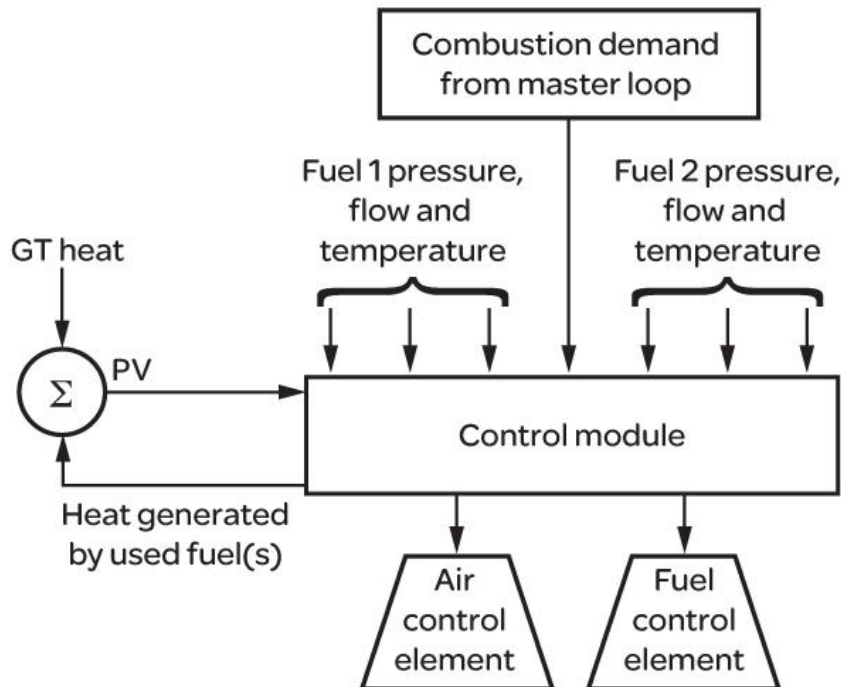 Combustion demand
from master loop
Fuel 1 pressure,
flow and
temperature
Fuel 2 pressure,
flow and
temperature
GT heat
Σ
PV
Control module
Heat generated
by used fuel(s)
Air
control
element
Fuel
control
element